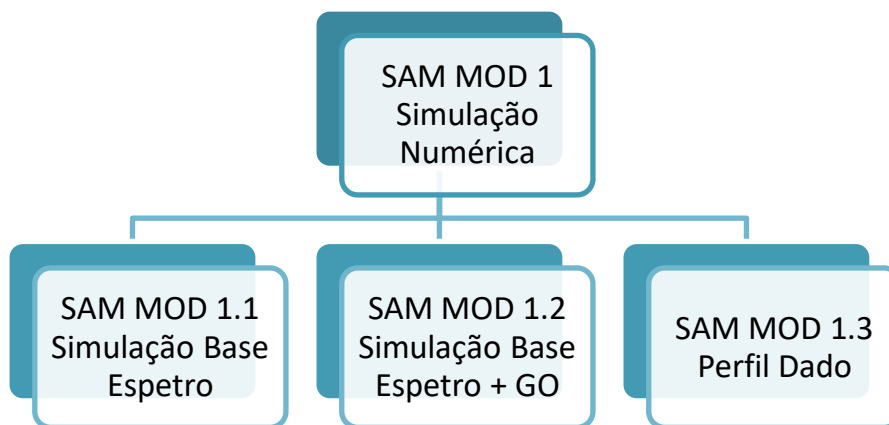 SAM MOD 1
Simulação
Numérica
SAM MOD 1.1
Simulação Base
Espetro
SAM MOD 1.2
Simulação Base
Espetro + GO
SAM MOD 1.3
Perfil Dado